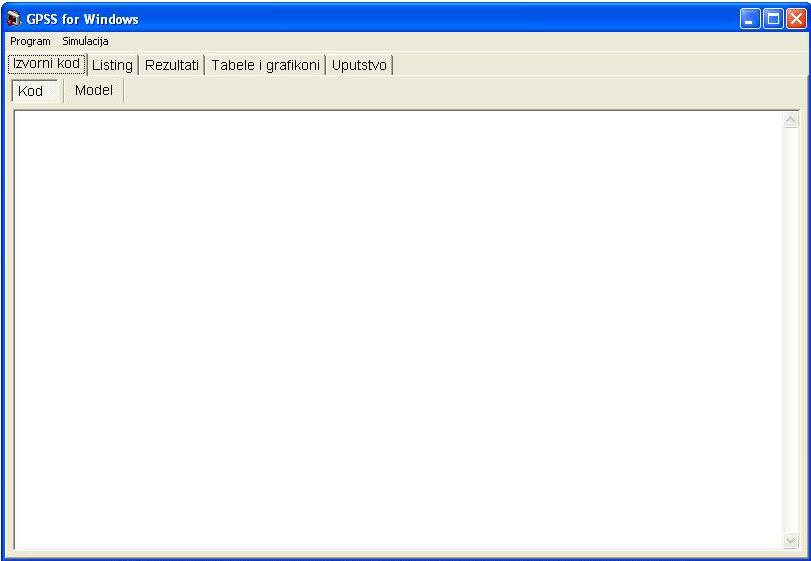 GPSS for Windows
Program Simulacija
Izvorni kod Listing Rezultati Tabele i grafikoni Uputstvo
Kod Model